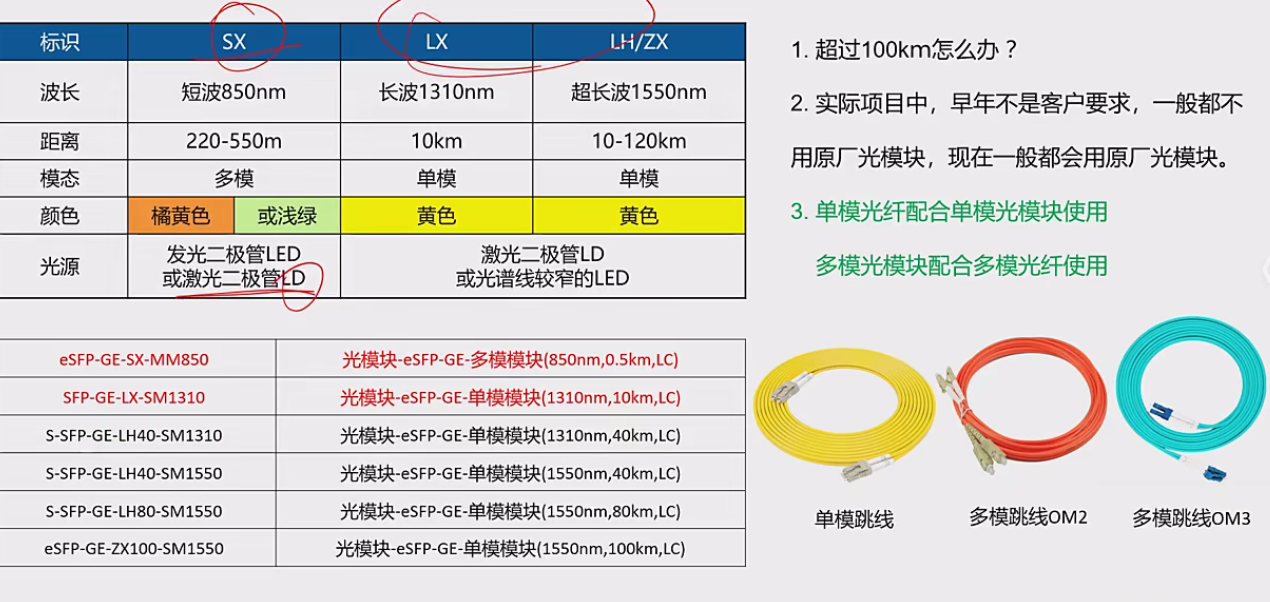 标识 SX LX LH/ZX
波长 短波850nm 长波1310nm 超长波1550nm
距离 220-550m 10km 10-120km
模态 多模 单模 单模
颜色 橘黄色 或浅绿 黄色 黄色
光源 发光二极管LED 激光二极管LD
或激光二极管LD 或光谱线较窄的LED
eSFP-GE-SX-MM850 光模块-eSFP-GE-多模模块(850nm,0.5km,LC)
SFP-GE-LX-SM1310 光模块-eSFP-GE-单模模块(1310nm,10km,LC)
S-SFP-GE-LH40-SM1310 光模块-eSFP-GE-单模模块(1310nm,40km,LC)
S-SFP-GE-LH40-SM1550 光模块-eSFP-GE-单模模块(1550nm,40km,LC)
S-SFP-GE-LH80-SM1550 光模块-eSFP-GE-单模模块(1550nm,80km,LC)
eSFP-GE-ZX100-SM1550 光模块-eSFP-GE-单模模块(1550nm,100km,LC)
1. 超过100km怎么办？
2. 实际项目中，早年不是客户要求，一般都不
用原厂光模块，现在一般都会用原厂光模块。
3. 单模光纤配合单模光模块使用
多模光模块配合多模光纤使用
单模跳线 多模跳线OM2 多模跳线OM3